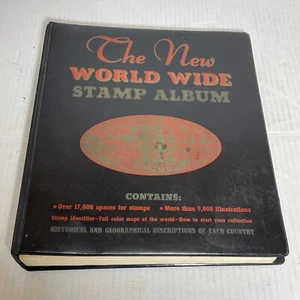 The New
WORLD WIDE
STAMP ALBUM
CONTAINS:
• Over 17,000 spaces for stamps • More than 9,000 illustrations
Stamp Identifier—Full color maps of the world—How to start your collection
HISTORICAL AND GEOGRAPHICAL DESCRIPTIONS OF EACH COUNTRY